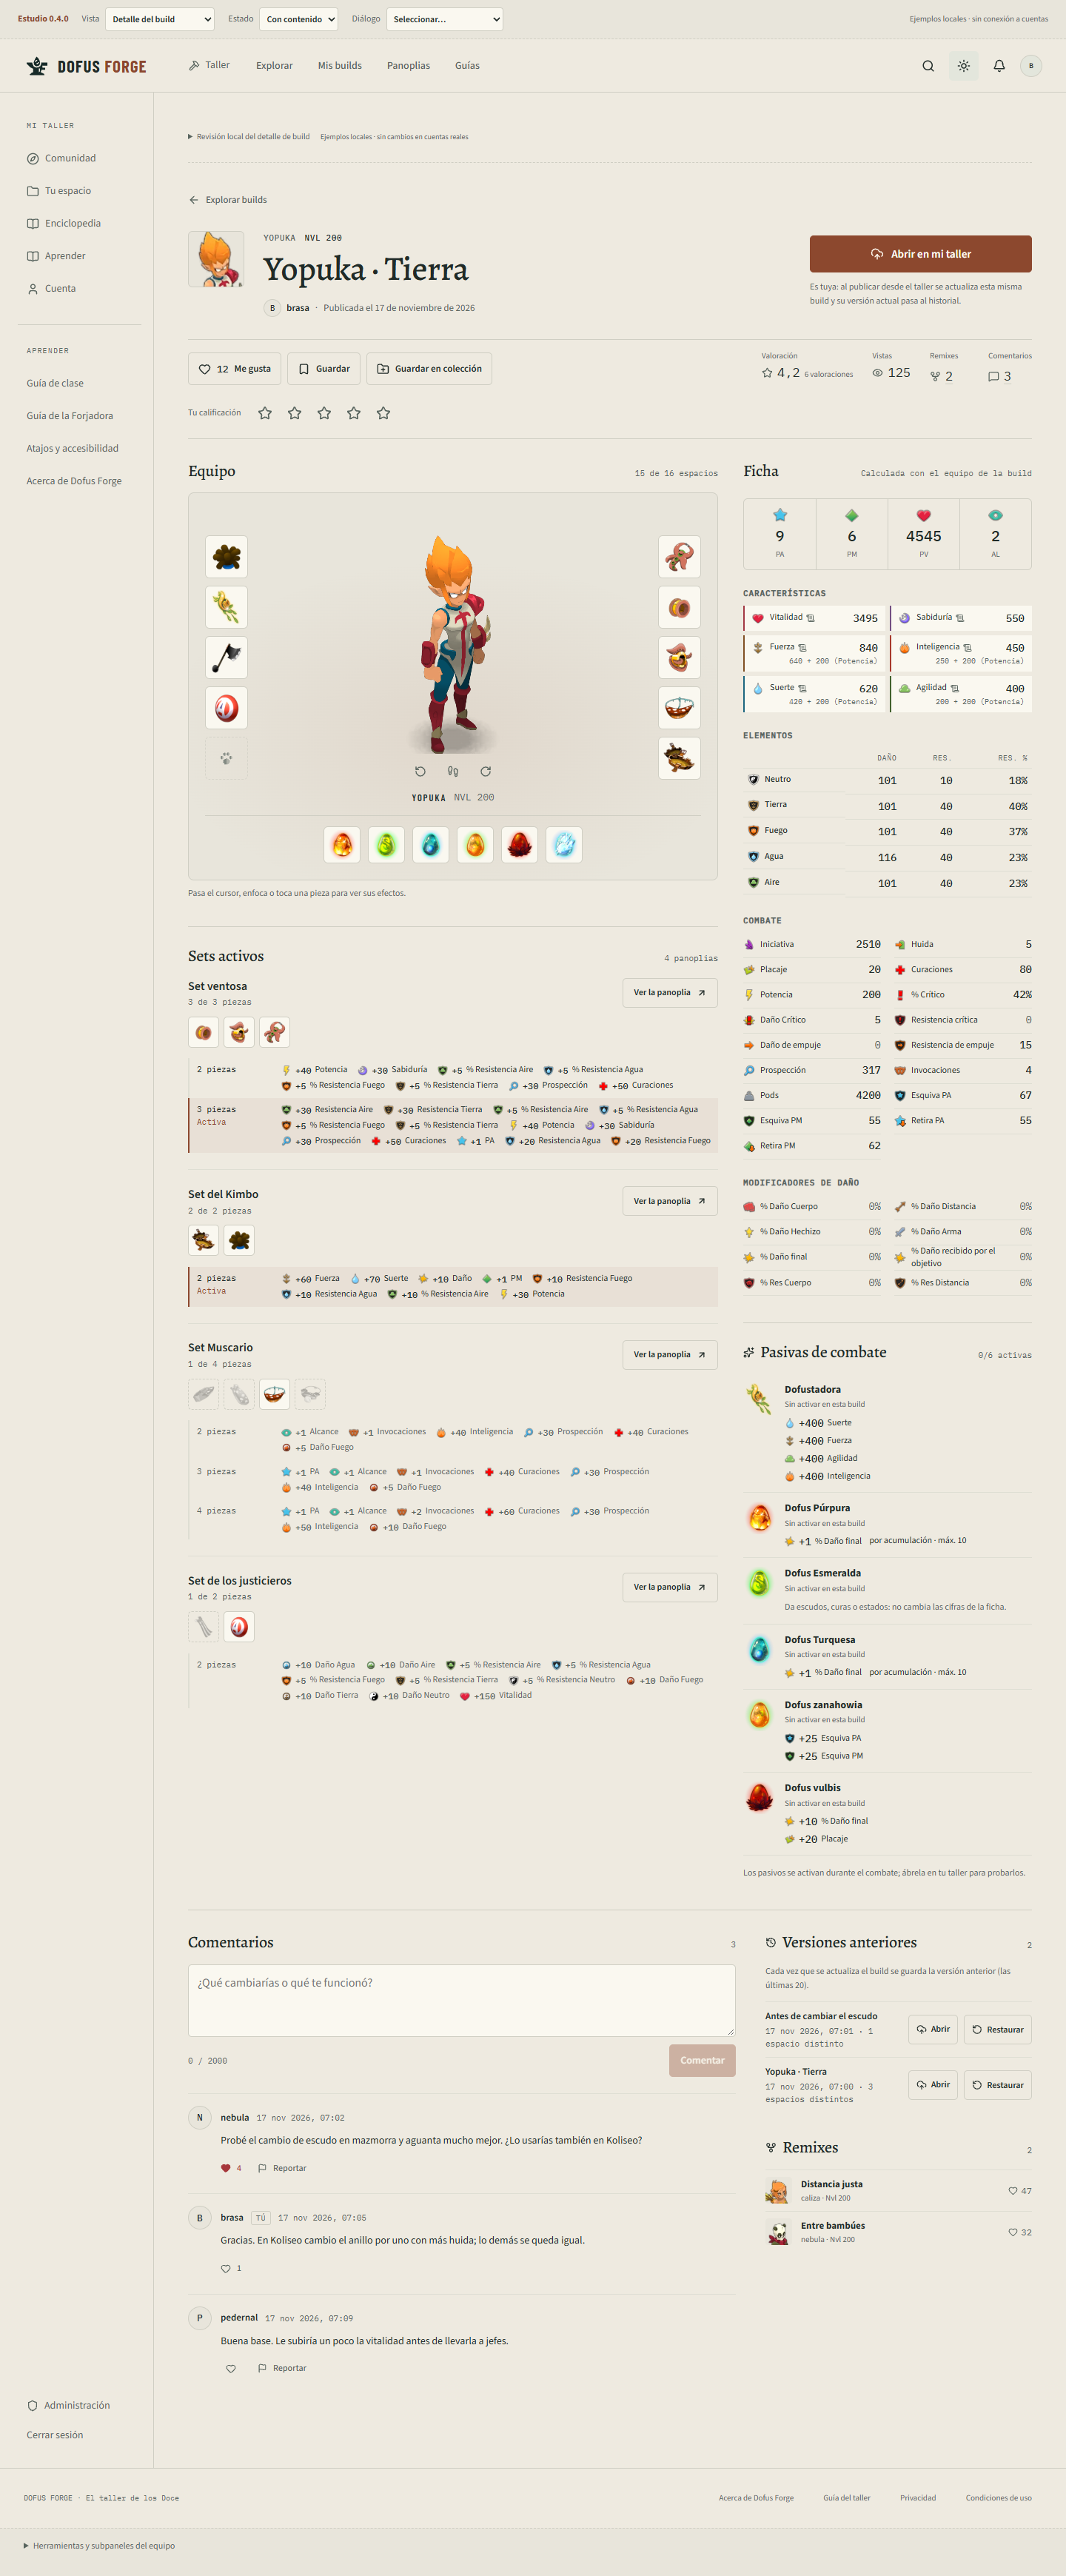 Estudio 0.4.0 Vista Detalle del build Estado Con contenido Diálogo Seleccionar... Ejemplos locales · sin conexión a cuentas
DOFUS FORGE Taller Explorar Mis builds Panoplias Guías B
MI TALLER
Comunidad
Tu espacio
Enciclopedia
Aprender
Cuenta
APRENDER
Guía de clase
Guía de la Forjadora
Atajos y accesibilidad
Acerca de Dofus Forge
Administración
Cerrar sesión
Revisión local del detalle de build Ejemplos locales · sin cambios en cuentas reales
Explorar builds
YOPUKA NVL 200
Yopuka · Tierra
B brasa · Publicada el 17 de noviembre de 2026
Abrir en mi taller
Es tuya: al publicar desde el taller se actualiza esta misma
build y su versión actual pasa al historial.
12 Me gusta Guardar Guardar en colección
Valoración Vistas Remixes Comentarios
4,2 6 valoraciones 125 2 3
Tu calificación
Equipo 15 de 16 espacios
YOPUKA NVL 200
Pasa el cursor, enfoca o toca una pieza para ver sus efectos.
Sets activos 4 panoplias
Set ventosa Ver la panoplia
3 de 3 piezas
2 piezas +40 Potencia +30 Sabiduría +5 % Resistencia Aire +5 % Resistencia Agua
+5 % Resistencia Fuego +5 % Resistencia Tierra +30 Prospección +50 Curaciones
3 piezas +30 Resistencia Aire +30 Resistencia Tierra +5 % Resistencia Aire +5 % Resistencia Agua
Activa +5 % Resistencia Fuego +5 % Resistencia Tierra +40 Potencia +30 Sabiduría
+30 Prospección +50 Curaciones +1 PA +20 Resistencia Agua +20 Resistencia Fuego
Set del Kimbo Ver la panoplia
2 de 2 piezas
2 piezas +60 Fuerza +70 Suerte +10 Daño +1 PM +10 Resistencia Fuego
Activa +10 Resistencia Agua +10 % Resistencia Aire +30 Potencia
Set Muscario Ver la panoplia
1 de 4 piezas
2 piezas +1 Alcance +1 Invocaciones +40 Inteligencia +30 Prospección +40 Curaciones
+5 Daño Fuego
3 piezas +1 PA +1 Alcance +1 Invocaciones +40 Curaciones +30 Prospección
+40 Inteligencia +5 Daño Fuego
4 piezas +1 PA +1 Alcance +2 Invocaciones +60 Curaciones +30 Prospección
+50 Inteligencia +10 Daño Fuego
Set de los justicieros Ver la panoplia
1 de 2 piezas
2 piezas +10 Daño Agua +10 Daño Aire +5 % Resistencia Aire +5 % Resistencia Agua
+5 % Resistencia Fuego +5 % Resistencia Tierra +5 % Resistencia Neutro +10 Daño Fuego
+10 Daño Tierra +10 Daño Neutro +150 Vitalidad
Ficha Calculada con el equipo de la build
9 6 4545 2
PA PM PV AL
CARACTERÍSTICAS
Vitalidad 3495 Sabiduría 550
Fuerza 840 Inteligencia 450
640 + 200 (Potencia) 250 + 200 (Potencia)
Suerte 620 Agilidad 400
420 + 200 (Potencia) 200 + 200 (Potencia)
ELEMENTOS
DAÑO RES. RES. %
Neutro 101 10 18%
Tierra 101 40 40%
Fuego 101 40 37%
Agua 116 40 23%
Aire 101 40 23%
COMBATE
Iniciativa 2510 Huida 5
Placaje 20 Curaciones 80
Potencia 200 % Crítico 42%
Daño Crítico 5 Resistencia crítica 0
Daño de empuje 0 Resistencia de empuje 15
Prospección 317 Invocaciones 4
Pods 4200 Esquiva PA 67
Esquiva PM 55 Retira PA 55
Retira PM 62
MODIFICADORES DE DAÑO
% Daño Cuerpo 0% % Daño Distancia 0%
% Daño Hechizo 0% % Daño Arma 0%
% Daño final 0% % Daño recibido por el objetivo 0%
% Res Cuerpo 0% % Res Distancia 0%
Pasivas de combate 0/6 activas
Dofustadora
Sin activar en esta build
+400 Suerte
+400 Fuerza
+400 Agilidad
+400 Inteligencia
Dofus Púrpura
Sin activar en esta build
+1 % Daño final por acumulación · máx. 10
Dofus Esmeralda
Sin activar en esta build
Da escudos, curas o estados: no cambia las cifras de la ficha.
Dofus Turquesa
Sin activar en esta build
+1 % Daño final por acumulación · máx. 10
Dofus zanahowia
Sin activar en esta build
+25 Esquiva PA
+25 Esquiva PM
Dofus vulbis
Sin activar en esta build
+10 % Daño final
+20 Placaje
Los pasivos se activan durante el combate; ábrela en tu taller para probarlos.
Comentarios 3
¿Qué cambiarías o qué te funcionó?
0 / 2000 Comentar
N nebula 17 nov 2026, 07:02
Probé el cambio de escudo en mazmorra y aguanta mucho mejor. ¿Lo usarías también en Koliseo?
4 Reportar
B brasa TÚ 17 nov 2026, 07:05
Gracias. En Koliseo cambio el anillo por uno con más huida; lo demás se queda igual.
1
P pedernal 17 nov 2026, 07:09
Buena base. Le subiría un poco la vitalidad antes de llevarla a jefes.
Reportar
Versiones anteriores 2
Cada vez que se actualiza el build se guarda la versión anterior (las
últimas 20).
Antes de cambiar el escudo
17 nov 2026, 07:01 · 1
espacio distinto
Abrir Restaurar
Yopuka · Tierra
17 nov 2026, 07:00 · 3
espacios distintos
Abrir Restaurar
Remixes 2
Distancia justa
caliza · Nvl 200
47
Entre bambúes
nebula · Nvl 200
32
DOFUS FORGE · El taller de los Doce Acerca de Dofus Forge Guía del taller Privacidad Condiciones de uso
Herramientas y subpaneles del equipo